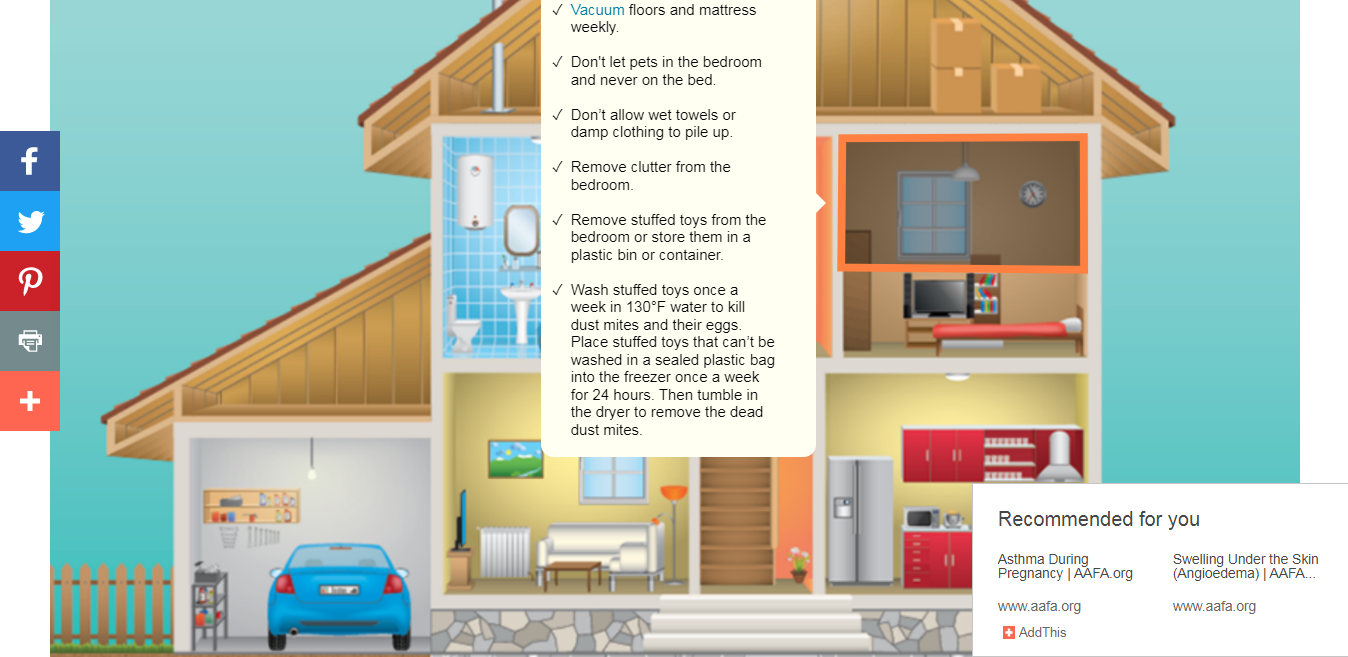 ✓ Vacuum floors and mattress
weekly.
✓ Don't let pets in the bedroom
and never on the bed.
✓ Don’t allow wet towels or
damp clothing to pile up.
✓ Remove clutter from the
bedroom.
✓ Remove stuffed toys from the
bedroom or store them in a
plastic bin or container.
✓ Wash stuffed toys once a
week in 130°F water to kill
dust mites and their eggs.
Place stuffed toys that can’t be
washed in a sealed plastic bag
into the freezer once a week
for 24 hours. Then tumble in
the dryer to remove the dead
dust mites.
Recommended for you
Asthma During
Pregnancy | AAFA.org
www.aafa.org
Swelling Under the Skin
(Angioedema) | AAFA...
www.aafa.org
AddThis